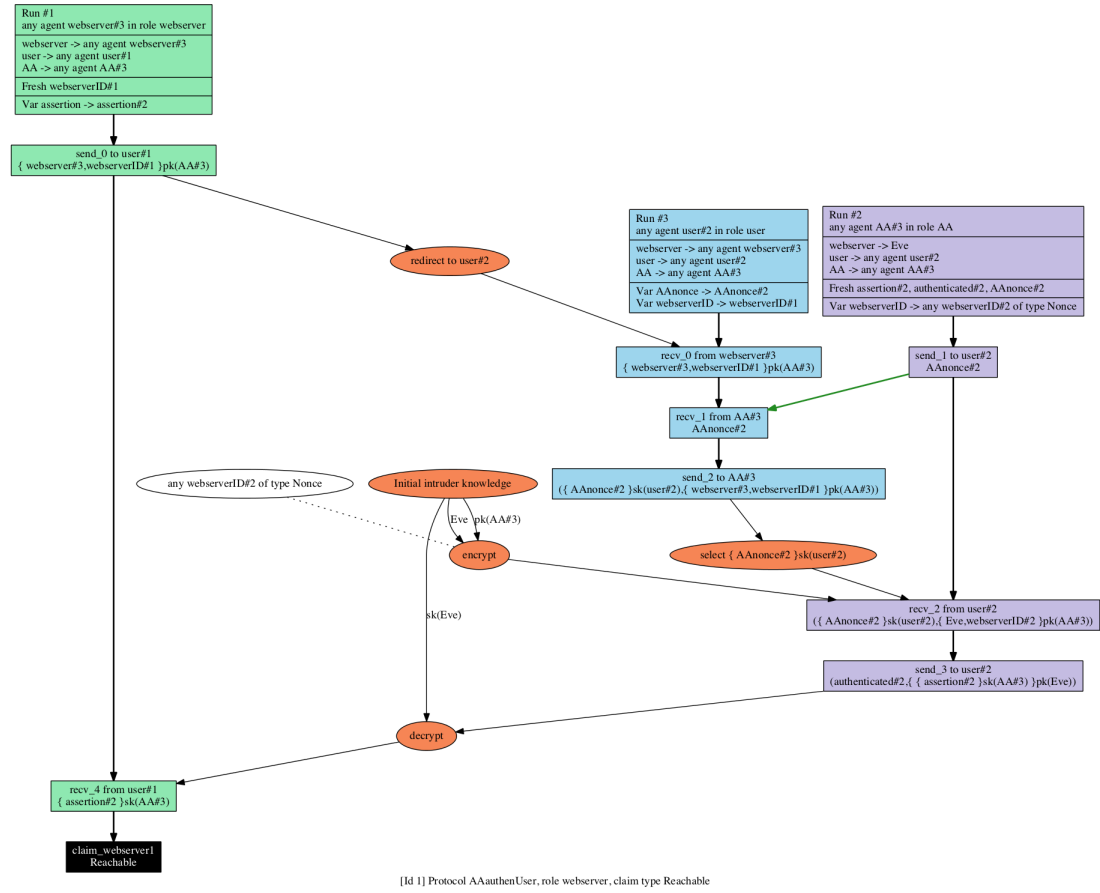 Run #1
any agent webserver#3 in role webserver
webserver -> any agent webserver#3
user -> any agent user#1
AA -> any agent AA#3
Fresh webserverID#1
Var assertion -> assertion#2
send_0 to user#1
{ webserver#3,webserverID#1 }pk(AA#3)
redirect to user#2
Run #3
any agent user#2 in role user
webserver -> any agent webserver#3
user -> any agent user#2
AA -> any agent AA#3
Var AAnonce -> AAnonce#2
Var webserverID -> webserverID#1
Run #2
any agent AA#3 in role AA
webserver -> Eve
user -> any agent user#2
AA -> any agent AA#3
Fresh assertion#2, authenticated#2, AAnonce#2
Var webserverID -> any webserverID#2 of type Nonce
recv_0 from webserver#3
{ webserver#3,webserverID#1 }pk(AA#3)
send_1 to user#2
AAnonce#2
recv_1 from AA#3
AAnonce#2
any webserverID#2 of type Nonce
Initial intruder knowledge
send_2 to AA#3
({ AAnonce#2 }sk(user#2),{ webserver#3,webserverID#1 }pk(AA#3))
Eve
pk(AA#3)
encrypt
select { AAnonce#2 }sk(user#2)
sk(Eve)
recv_2 from user#2
({ AAnonce#2 }sk(user#2),{ Eve,webserverID#2 }pk(AA#3))
send_3 to user#2
(authenticated#2,{ { assertion#2 }sk(AA#3) }pk(Eve))
decrypt
recv_4 from user#1
{ assertion#2 }sk(AA#3)
claim_webserver1
Reachable
[Id 1] Protocol AAauthenUser, role webserver, claim type Reachable